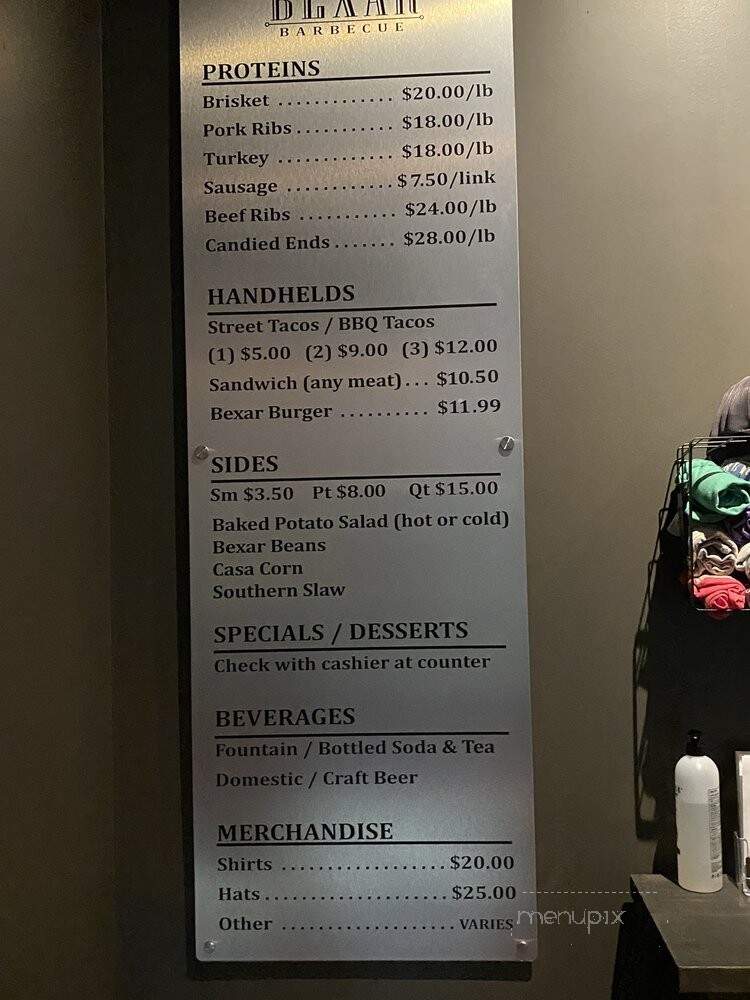 BEXAR
BARBECUE
PROTEINS
Brisket ............. $20.00/lb
Pork Ribs........... $18.00/lb
Turkey ............. $18.00/lb
Sausage ............ $7.50/link
Beef Ribs ........... $24.00/lb
Candied Ends ....... $28.00/lb
HANDHELDS
Street Tacos / BBQ Tacos
(1) $5.00 (2) $9.00 (3) $12.00
Sandwich (any meat)... $10.50
Bexar Burger .......... $11.99
SIDES
Sm $3.50 Pt $8.00 Qt $15.00
Baked Potato Salad (hot or cold)
Bexar Beans
Casa Corn
Southern Slaw
SPECIALS / DESSERTS
Check with cashier at counter
BEVERAGES
Fountain / Bottled Soda & Tea
Domestic / Craft Beer
MERCHANDISE
Shirts .................. $20.00
Hats..................... $25.00
Other ................... VARIES
menupix